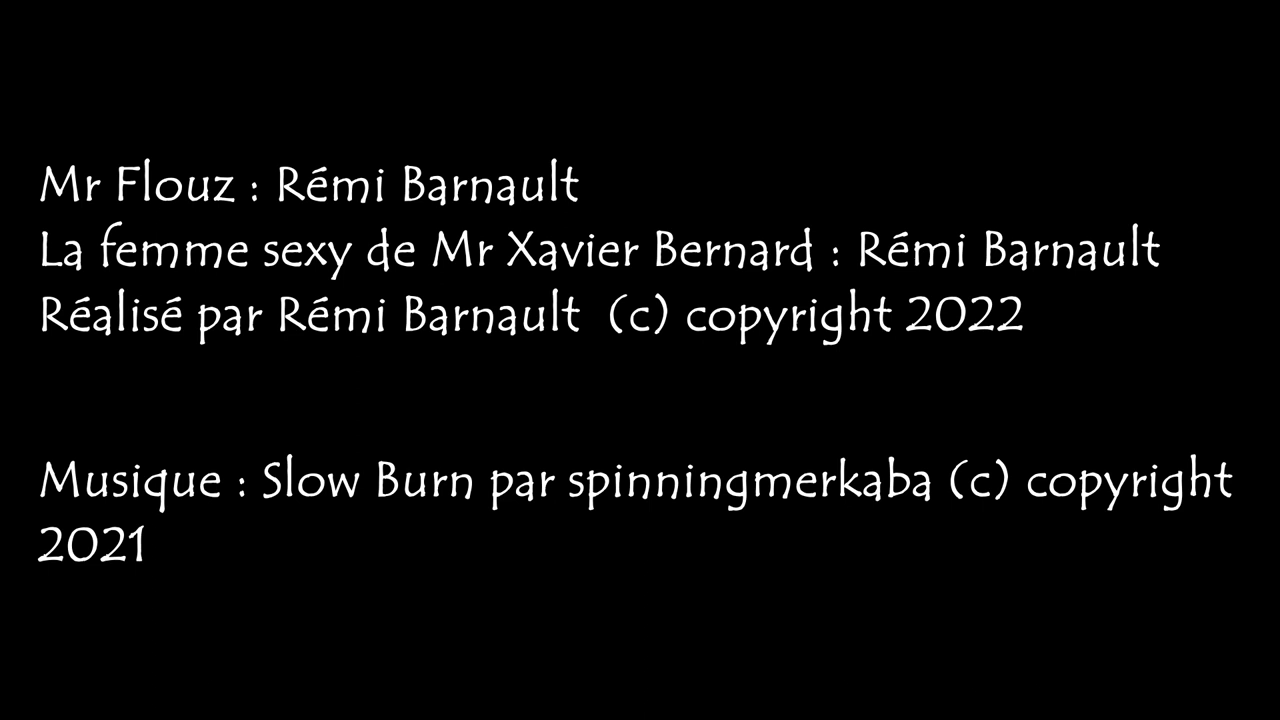 Mr Flouz : Rémi Barnault
La femme sexy de Mr Xavier Bernard : Rémi Barnault
Réalisé par Rémi Barnault (c) copyright 2022
Musique : Slow Burn par spinningmerkaba (c) copyright
2021